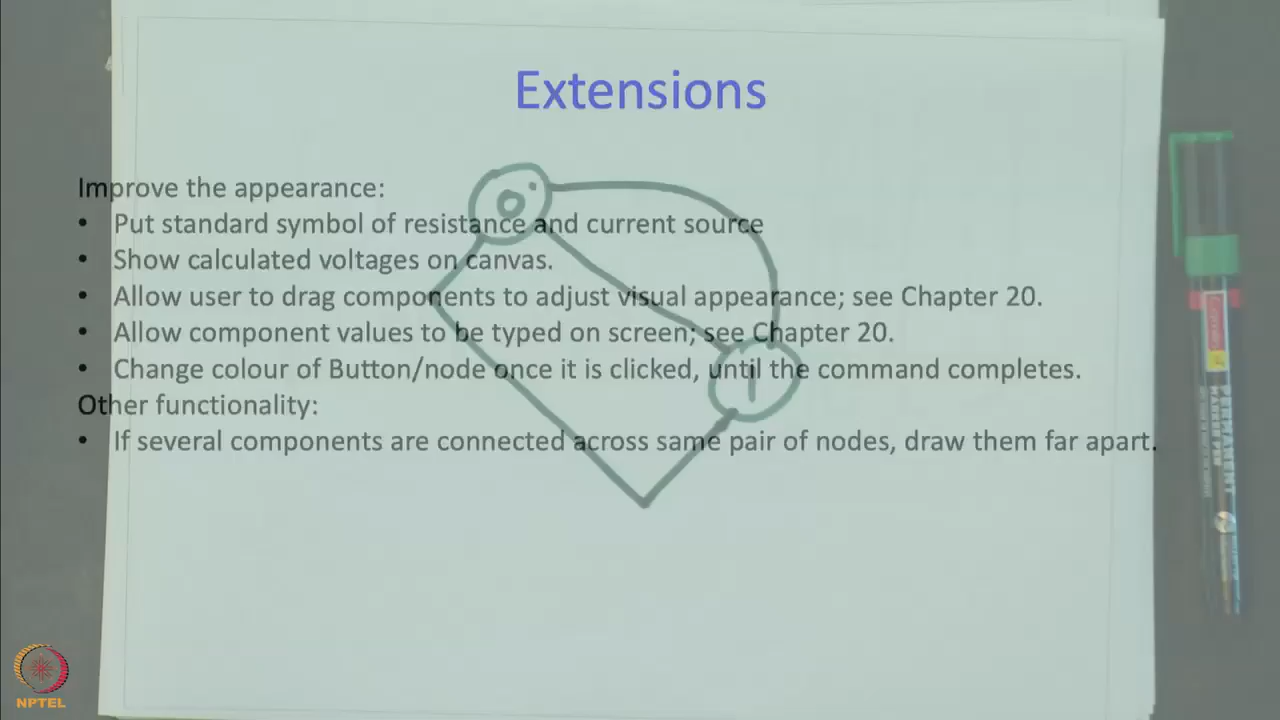 Extensions
Improve the appearance:
• Put standard symbol of resistance and current source
• Show calculated voltages on canvas.
• Allow user to drag components to adjust visual appearance; see Chapter 20.
• Allow component values to be typed on screen; see Chapter 20.
• Change colour of Button/node once it is clicked, until the command completes.
Other functionality:
• If several components are connected across same pair of nodes, draw them far apart.
0
1
PERMANENT
NPTEL